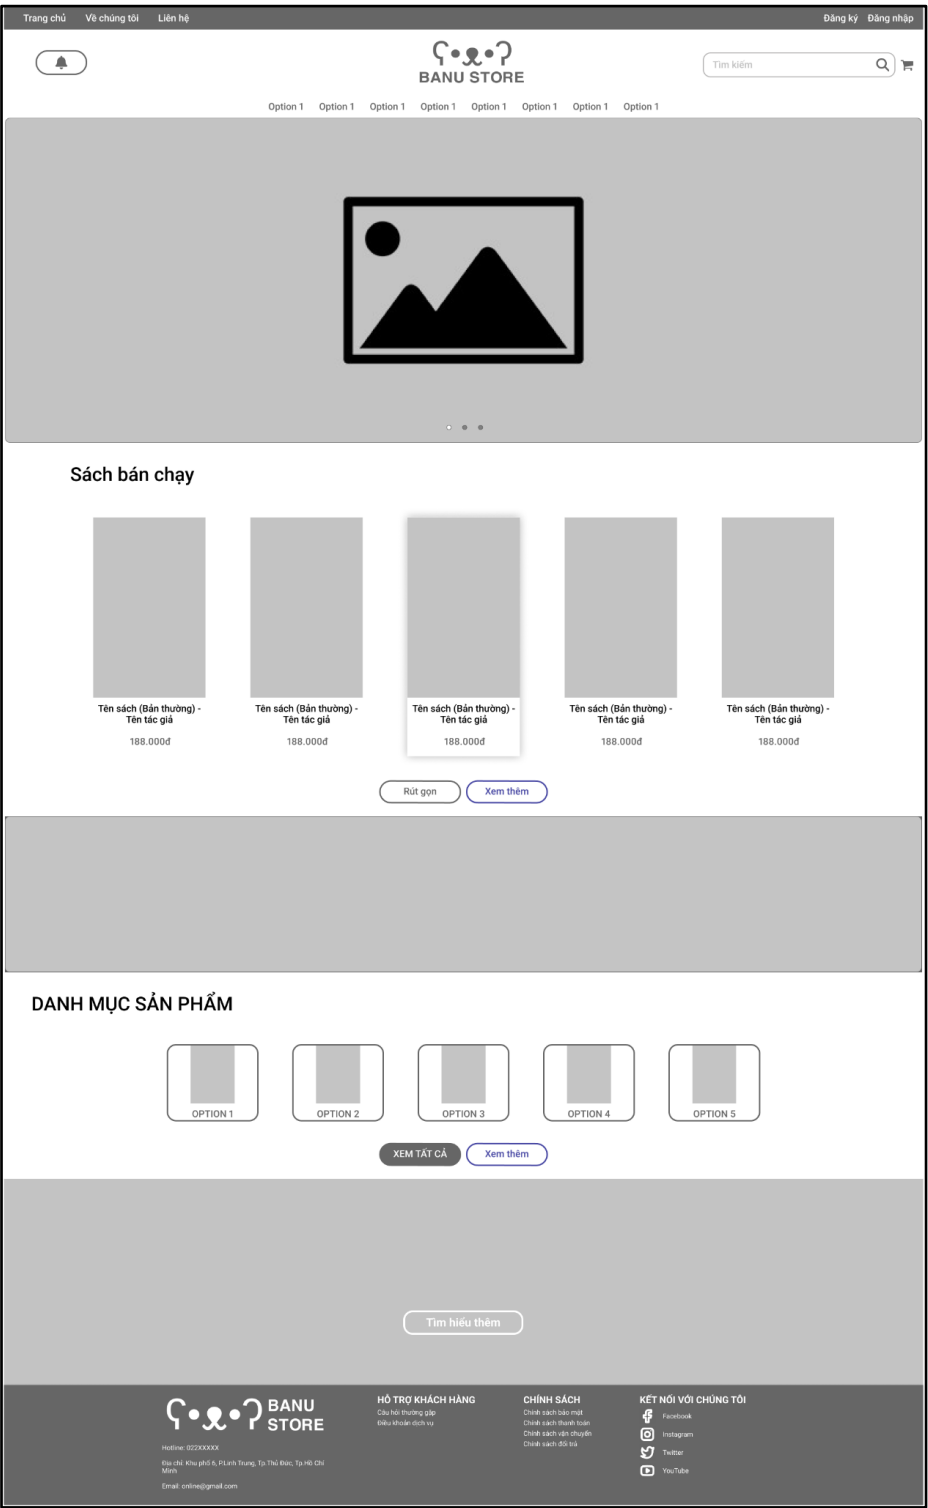 Trang chủ Về chúng tôi Liên hệ Đăng ký Đăng nhập
BANU STORE
Tìm kiếm
Option 1 Option 1 Option 1 Option 1 Option 1 Option 1 Option 1 Option 1
Sách bán chạy
Tên sách (Bản thường) - Tên sách (Bản thường) - Tên sách (Bản thường) - Tên sách (Bản thường) - Tên sách (Bản thường) -
Tên tác giả Tên tác giả Tên tác giả Tên tác giả Tên tác giả
188.000đ 188.000đ 188.000đ 188.000đ 188.000đ
Rút gọn Xem thêm
DANH MỤC SẢN PHẨM
OPTION 1 OPTION 2 OPTION 3 OPTION 4 OPTION 5
XEM TẤT CẢ Xem thêm
Tìm hiểu thêm
BANU
STORE
Hotline: 022XXXXX
Địa chỉ: Khu phố 6, P.Linh Trung, Tp.Thủ Đức, Tp.Hồ Chí
Minh
Email: online@gmail.com
HỖ TRỢ KHÁCH HÀNG
Câu hỏi thường gặp
Điều khoản dịch vụ
CHÍNH SÁCH
Chính sách bảo mật
Chính sách thanh toán
Chính sách vận chuyển
Chính sách đổi trả
KẾT NỐI VỚI CHÚNG TÔI
Facebook
Instagram
Twitter
YouTube